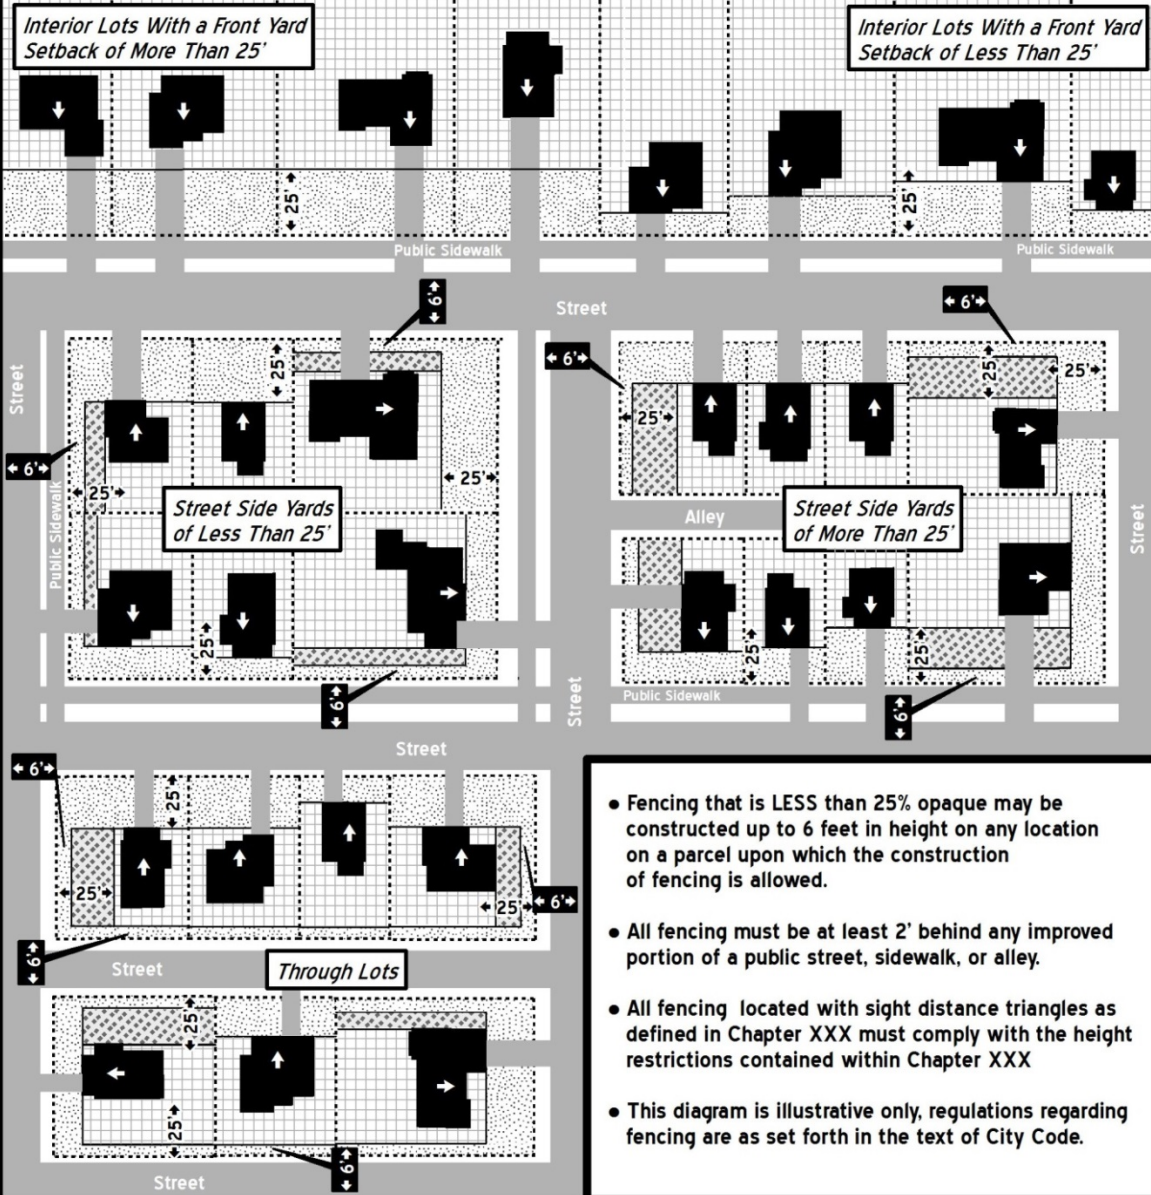 Interior Lots With a Front Yard
Setback of More Than 25'
Interior Lots With a Front Yard
Setback of Less Than 25'
25'
25'
Public Sidewalk
Public Sidewalk
6'
6'
Street
6'
Street
25'
25'
25'
25'
6'
25'
25'
Public Sidewalk
Street Side Yards
of Less Than 25'
Alley
Street Side Yards
of More Than 25'
Street
25'
25'
25'
6'
Street
Public Sidewalk
6'
Street
6'
25'
25'
25'
6'
6'
Street
Through Lots
25'
25'
6'
Street
• Fencing that is LESS than 25% opaque may be
constructed up to 6 feet in height on any location
on a parcel upon which the construction
of fencing is allowed.
• All fencing must be at least 2' behind any improved
portion of a public street, sidewalk, or alley.
• All fencing located with sight distance triangles as
defined in Chapter XXX must comply with the height
restrictions contained within Chapter XXX
• This diagram is illustrative only, regulations regarding
fencing are as set forth in the text of City Code.